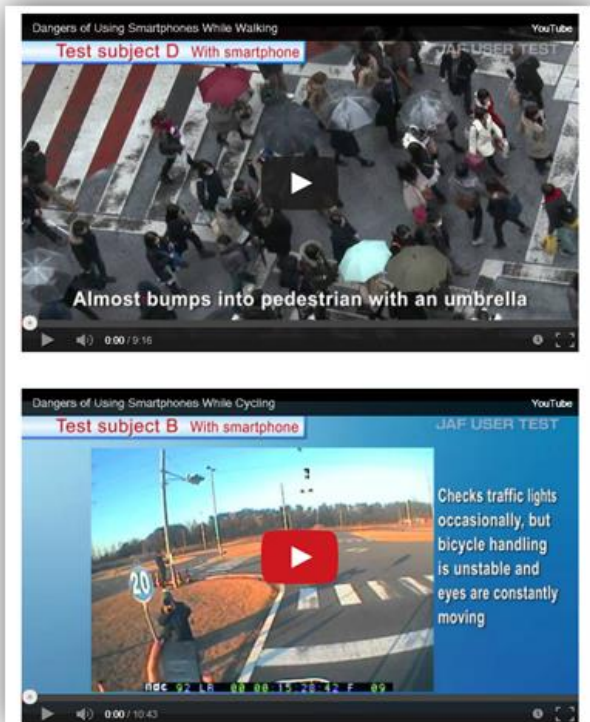 Dangers of Using Smartphones While Walking
YouTube
Test subject D With smartphone
JAF USER TEST
Almost bumps into pedestrian with an umbrella
0:00 / 9:16
Dangers of Using Smartphones While Cycling
YouTube
Test subject B With smartphone
JAF USER TEST
Checks traffic lights
occasionally, but
bicycle handling
is unstable and
eyes are constantly
moving
20
0:00 / 10:43